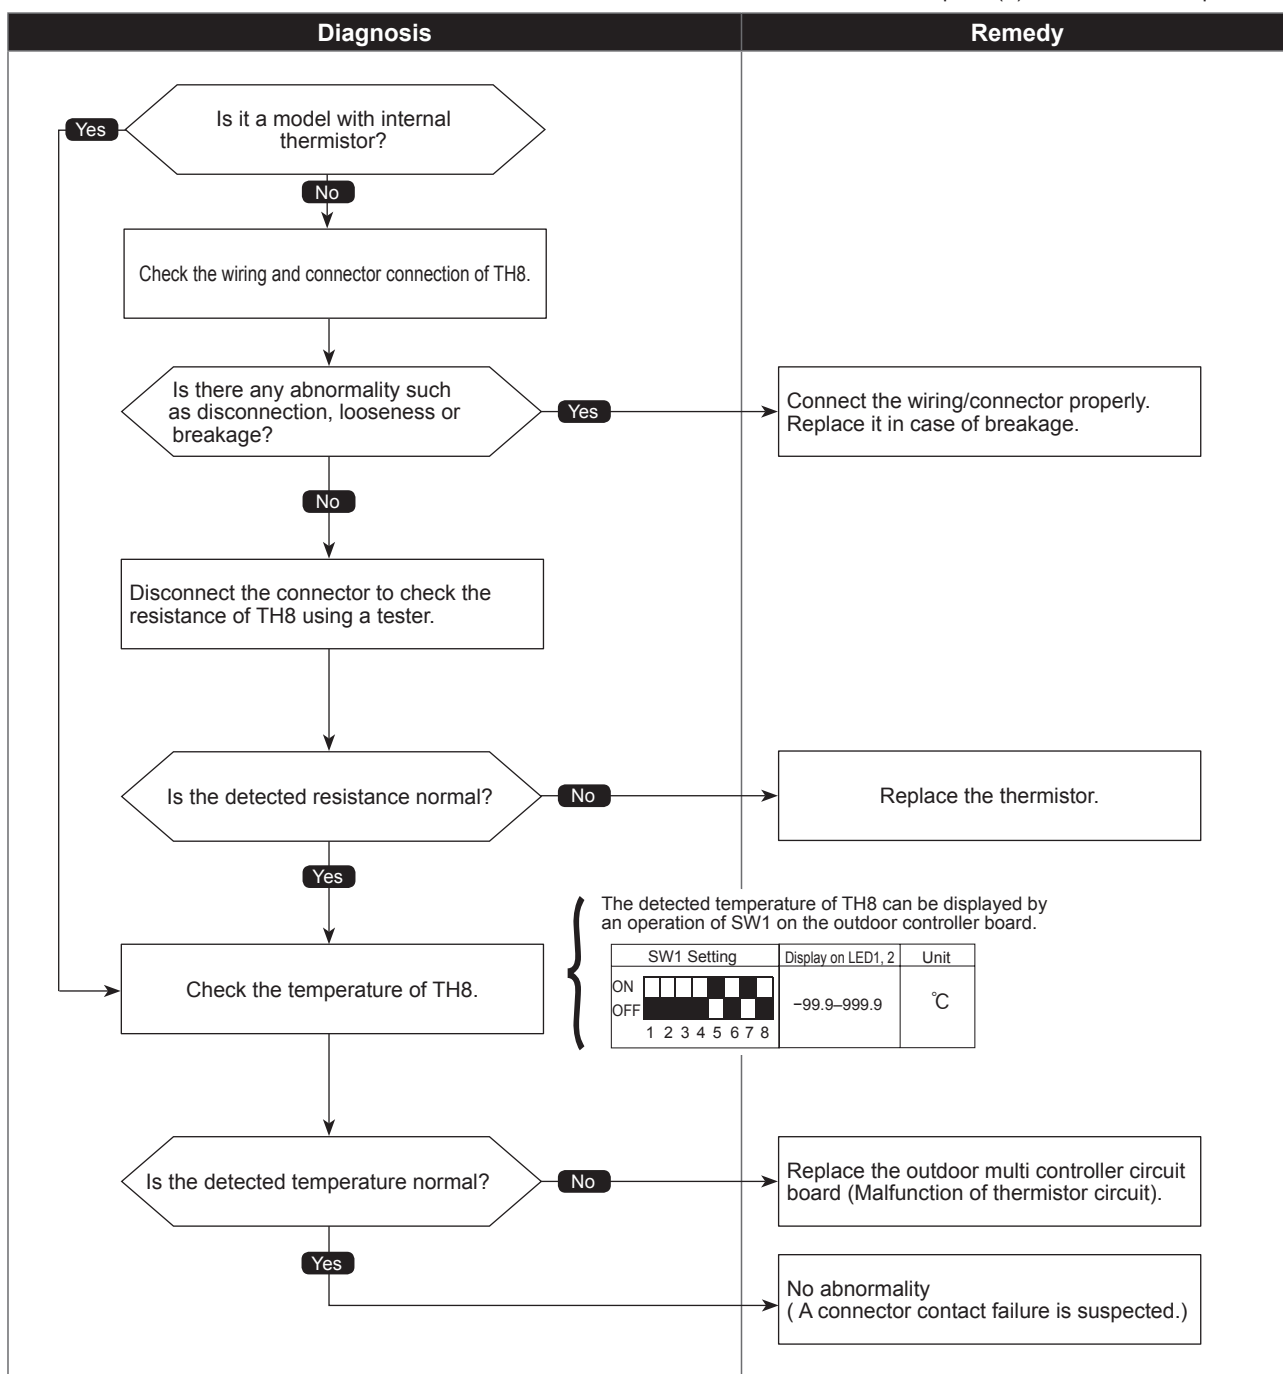 Diagnosis
Remedy
Is it a model with internal
thermistor?
Yes
No
Check the wiring and connector connection of TH8.
Is there any abnormality such
as disconnection, looseness or
breakage?
Yes
Connect the wiring/connector properly.
Replace it in case of breakage.
No
Disconnect the connector to check the
resistance of TH8 using a tester.
Is the detected resistance normal?
No
Replace the thermistor.
Yes
The detected temperature of TH8 can be displayed by
an operation of SW1 on the outdoor controller board.
SW1 Setting
Display on LED1, 2
Unit
ON
OFF
1 2 3 4 5 6 7 8
−99.9–999.9
℃
Check the temperature of TH8.
Is the detected temperature normal?
No
Replace the outdoor multi controller circuit
board (Malfunction of thermistor circuit).
Yes
No abnormality
( A connector contact failure is suspected.)